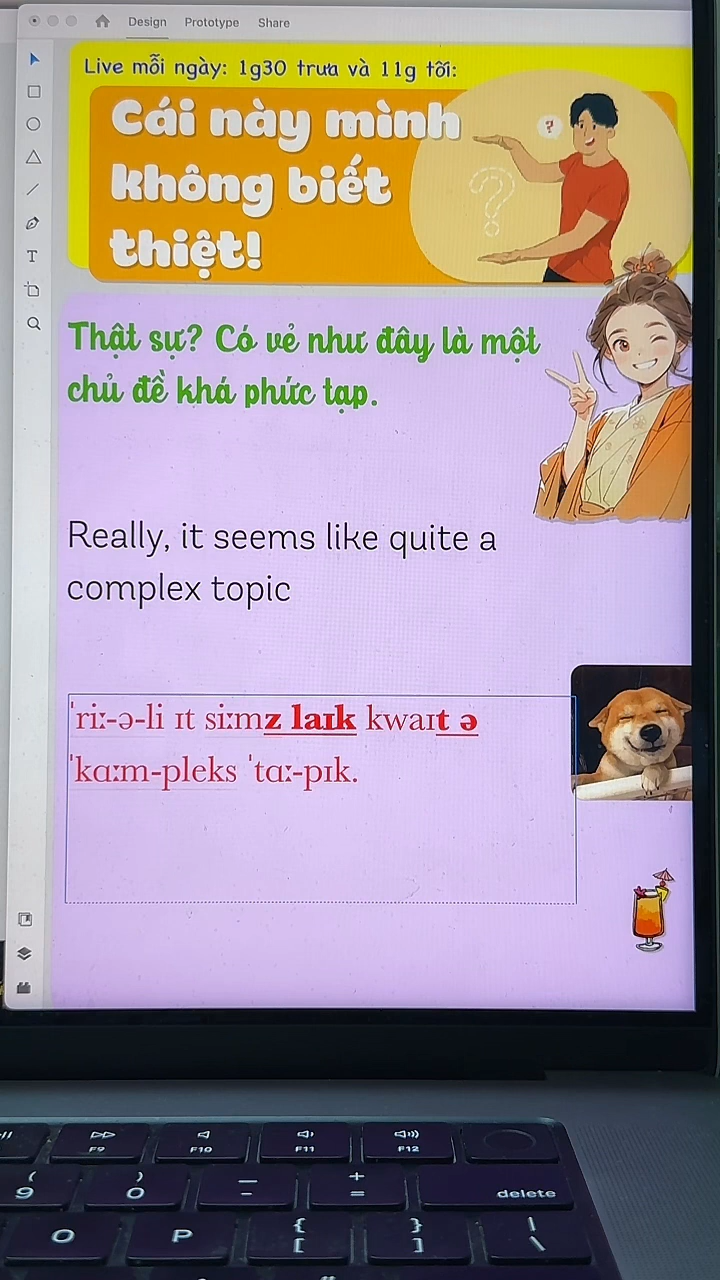 Design Prototype Share
Live mỗi ngày: 1g30 trưa và 11g tối:
Cái này mình
không biết
thiệt!
?
Thật sự? Có vẻ như đây là một
chủ đề khá phức tạp.
Really, it seems like quite a
complex topic
ˈriː-ə-li ɪt siːmz laɪk kwaɪt ə
ˈkɑːm-pleks ˈtɑː-pɪk.
T
F9 F10 F11 F12
( ) — +
9 0 - = delete
{ } |
O P [ ] \